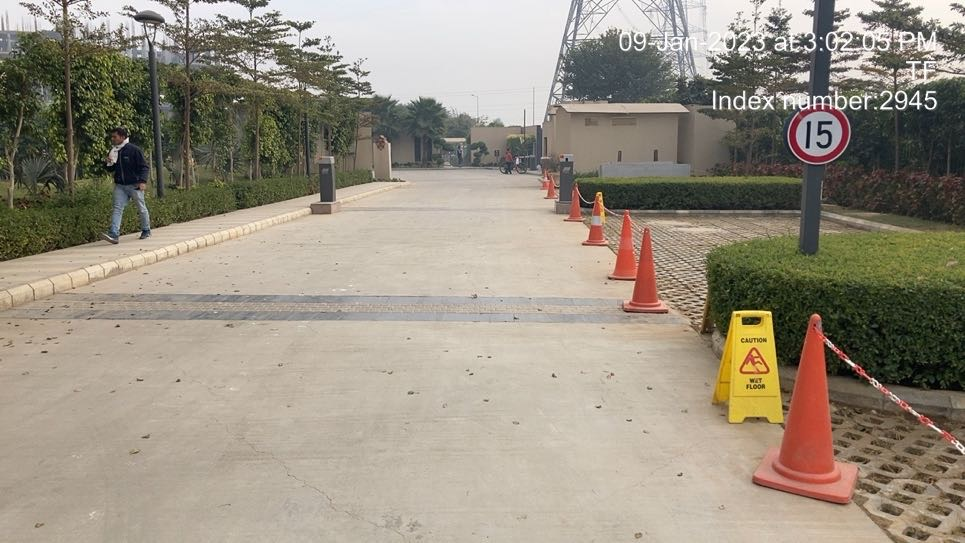 09-Jan-2023 at 3:02:05 PM
TF
Index number:2945
15
CAUTION
WET
FLOOR